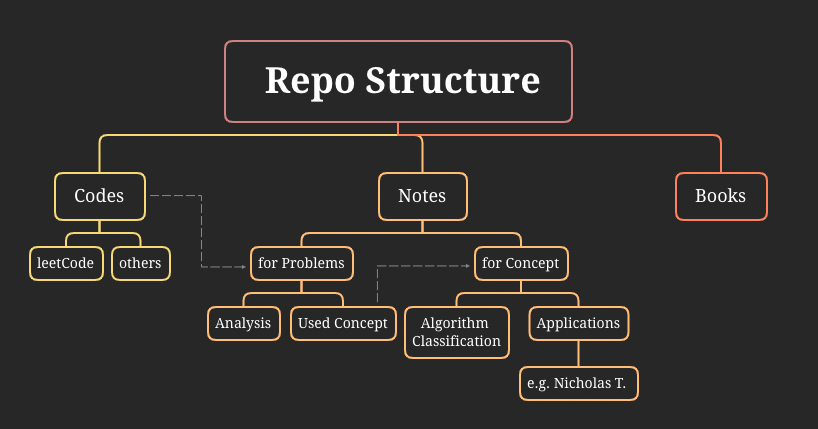 Repo Structure
Codes
Notes
Books
leetCode
others
for Problems
for Concept
Analysis
Used Concept
Algorithm
Classification
Applications
e.g. Nicholas T.